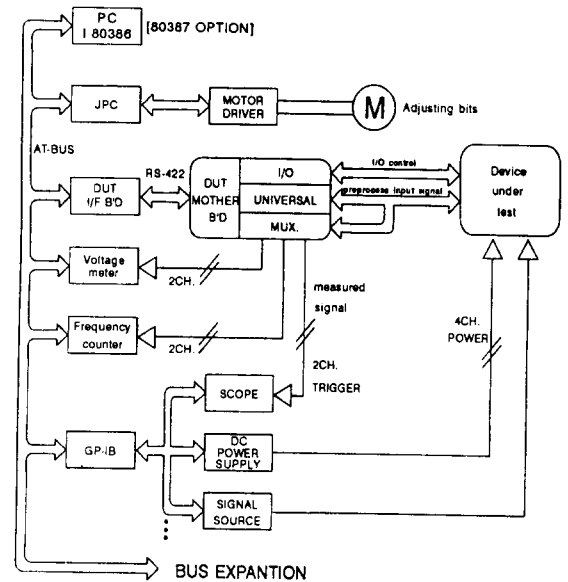 PC
I 80386
[80387 OPTION]
JPC
MOTOR
DRIVER
M
Adjusting bits
AT-BUS
RS-422
DUT
I/F B'D
DUT
MOTHER
B'D
I/O
UNIVERSAL
MUX.
I/O control
preprocess input signal
Device
under
test
Voltage
meter
2CH.
measured
signal
Frequency
counter
2CH.
2CH.
TRIGGER
4CH.
POWER
SCOPE
GP-IB
DC
POWER
SUPPLY
SIGNAL
SOURCE
BUS EXPANTION